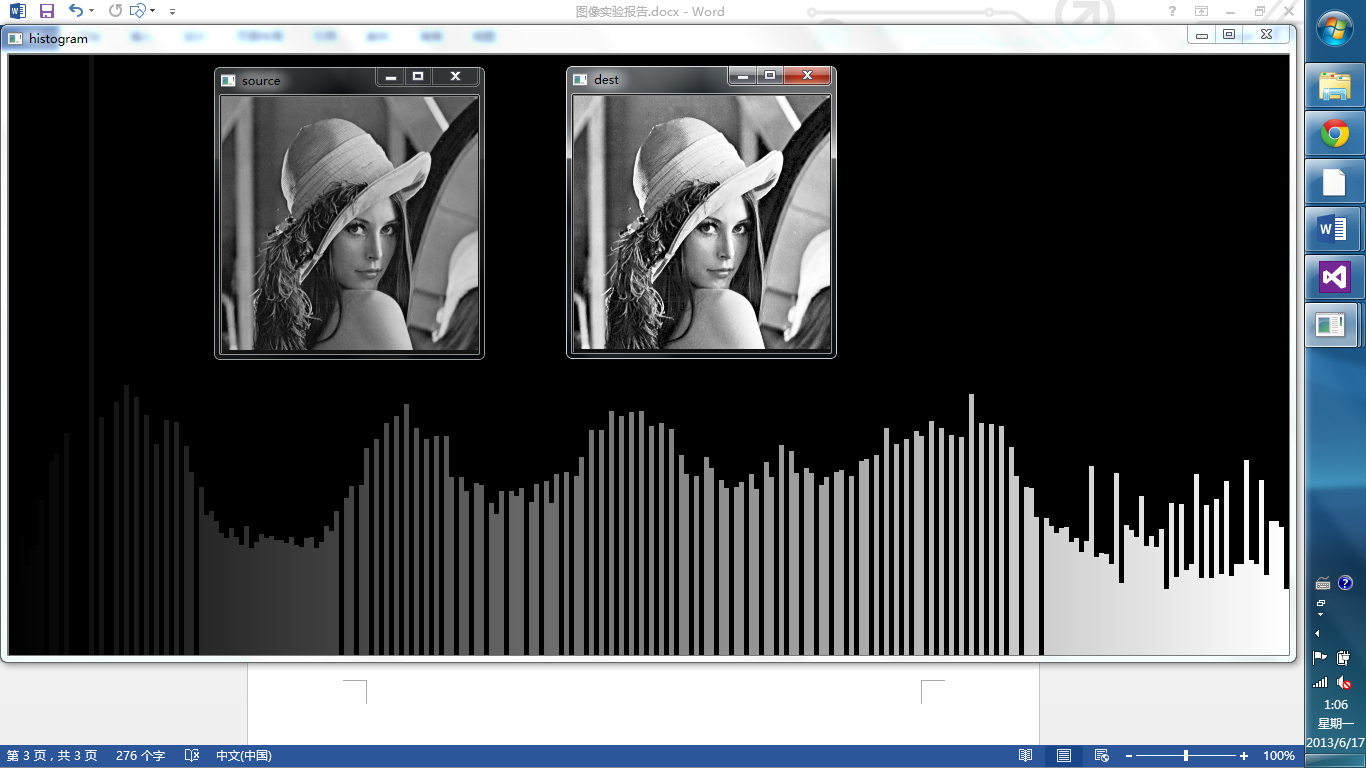 图像实验报告.docx - Word
histogram
source
dest
1:06
星期一
2013/6/17
第 3 页，共 3 页 276 个字 中文(中国) 100%